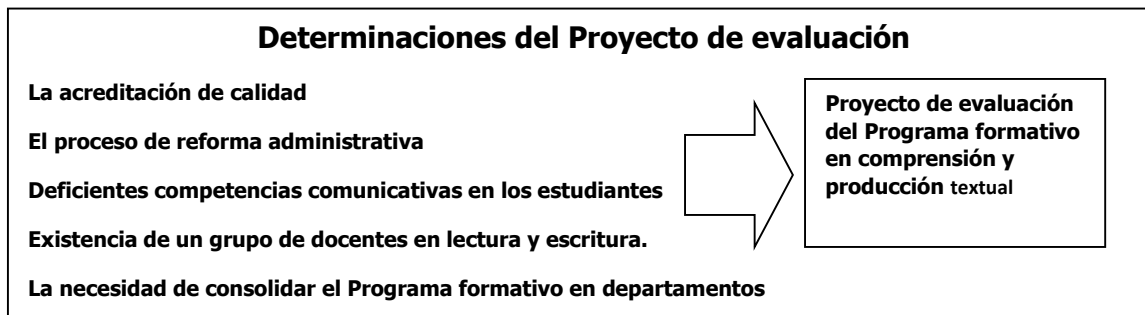 Determinaciones del Proyecto de evaluación
La acreditación de calidad
El proceso de reforma administrativa
Deficientes competencias comunicativas en los estudiantes
Existencia de un grupo de docentes en lectura y escritura.
La necesidad de consolidar el Programa formativo en departamentos
Proyecto de evaluación
del Programa formativo
en comprensión y
producción textual